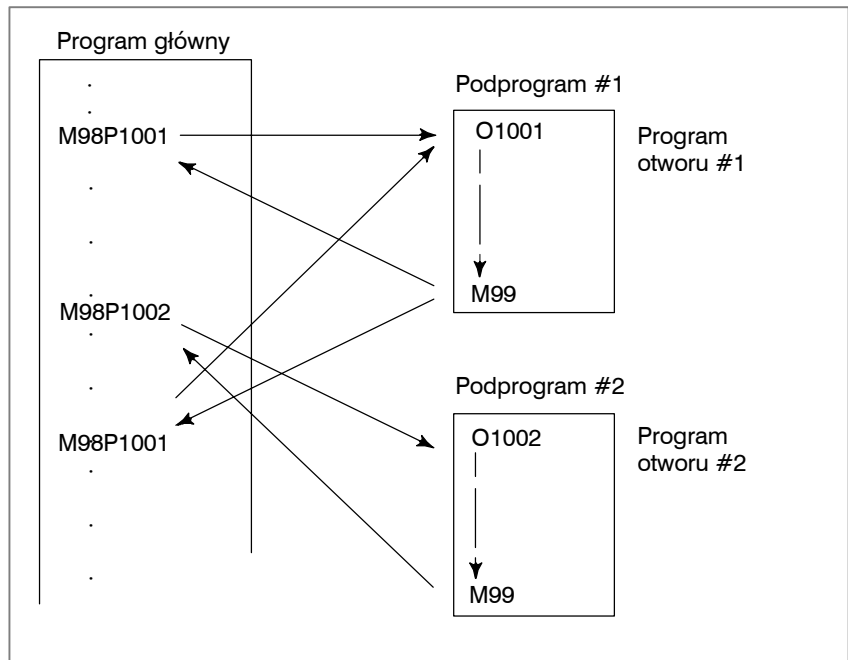 Program główny
M98P1001
M98P1002
M98P1001
Podprogram #1
O1001
M99
Program
otworu #1
Podprogram #2
O1002
M99
Program
otworu #2